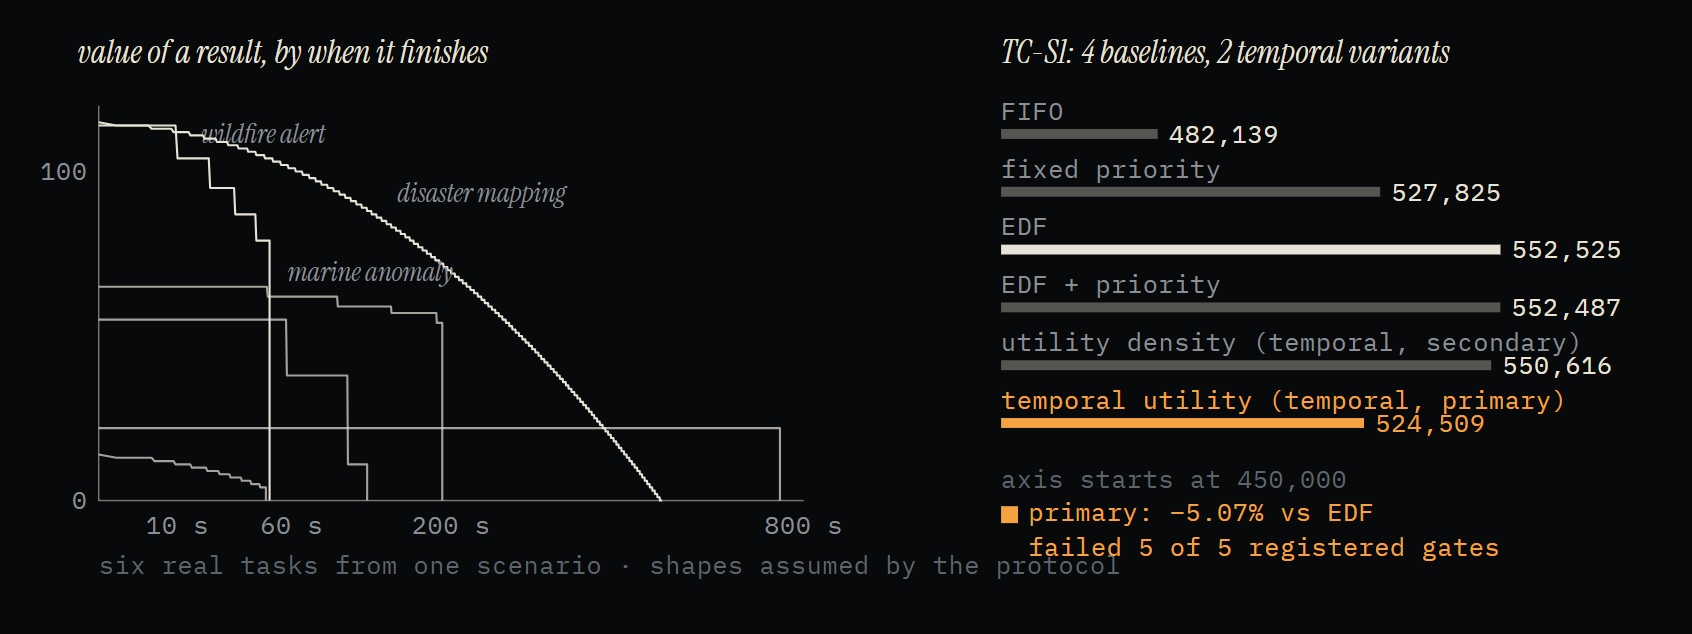 value of a result, by when it finishes
wildfire alert
100
disaster mapping
marine anomaly
0
10 s 60 s 200 s 800 s
six real tasks from one scenario · shapes assumed by the protocol
TC-S1: 4 baselines, 2 temporal variants
FIFO
482,139
fixed priority
527,825
EDF
552,525
EDF + priority
552,487
utility density (temporal, secondary)
550,616
temporal utility (temporal, primary)
524,509
axis starts at 450,000
primary: −5.07% vs EDF
failed 5 of 5 registered gates